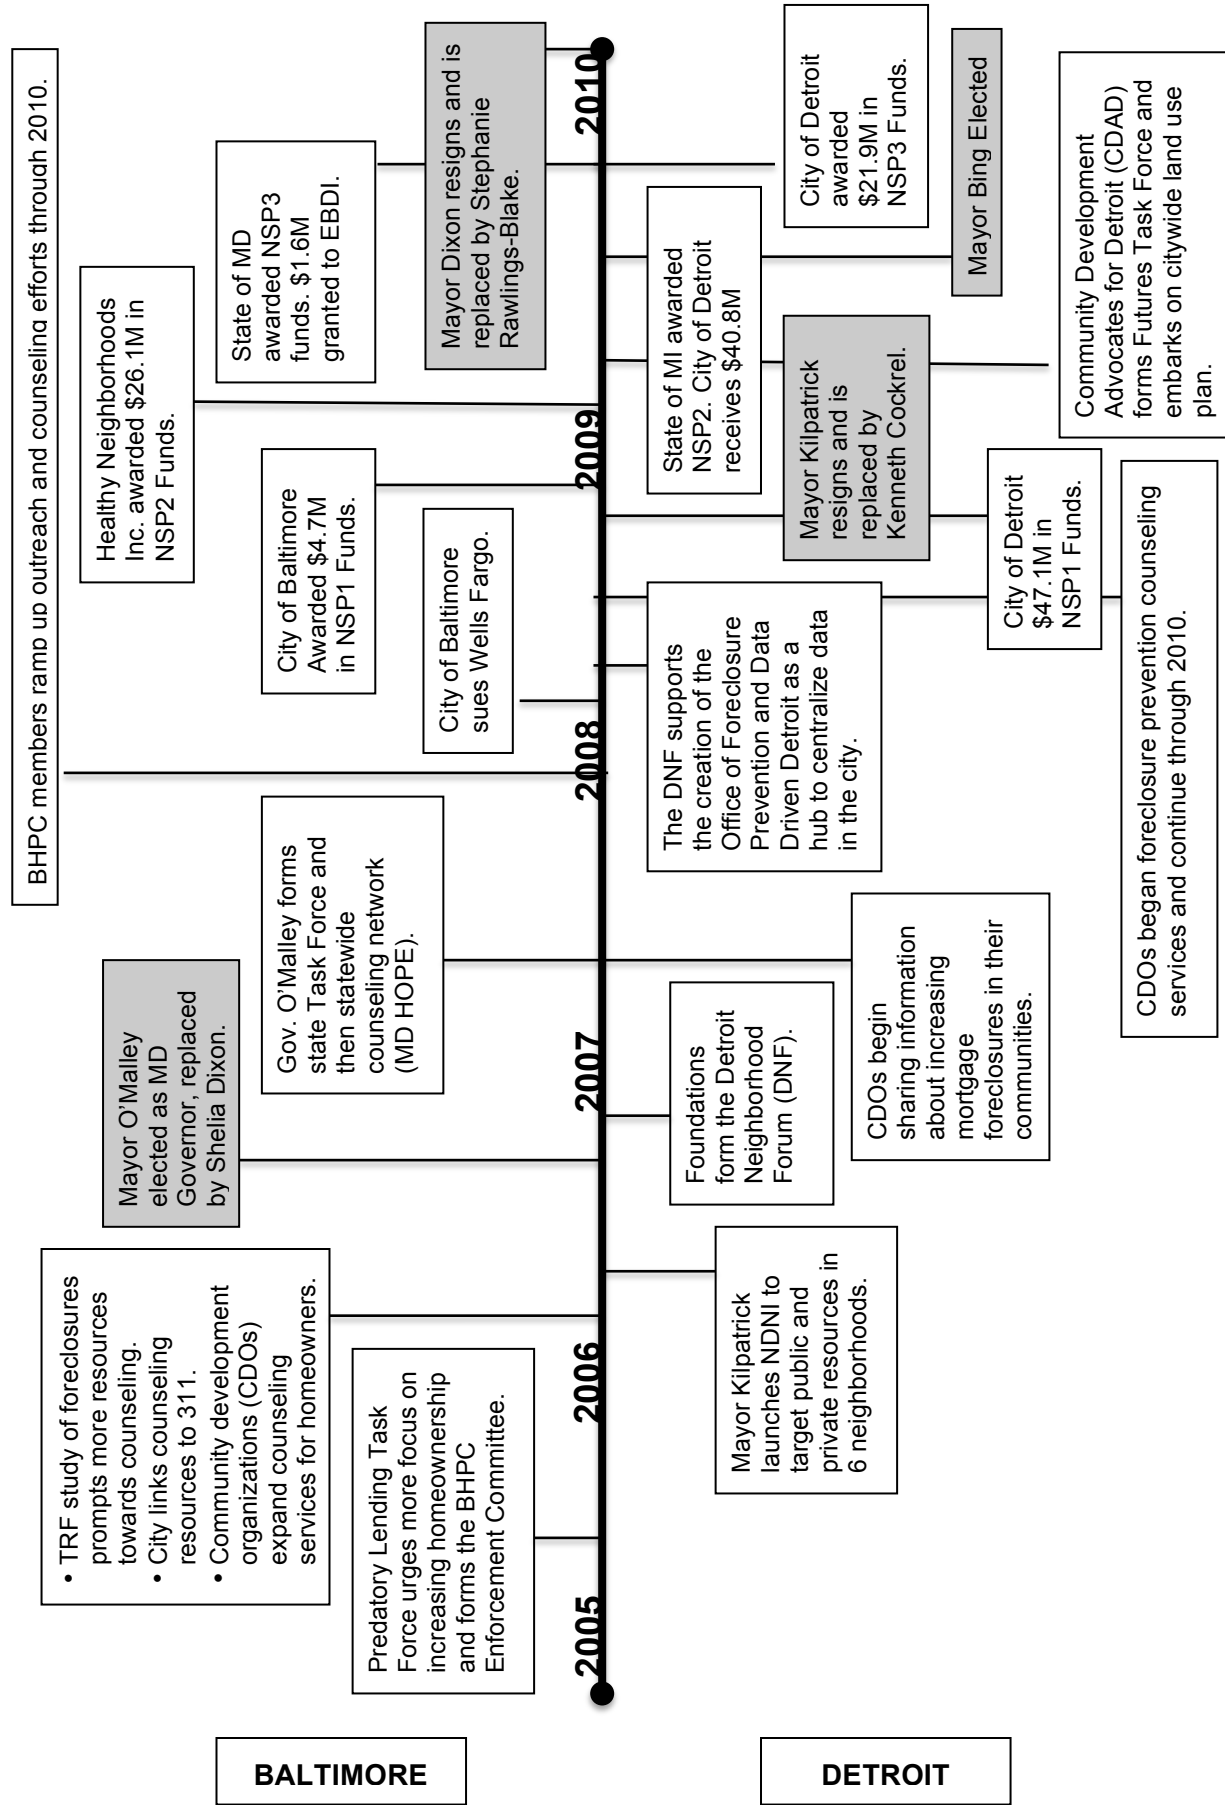 BALTIMORE
• TRF study of foreclosures
prompts more resources
towards counseling.
• City links counseling
resources to 311.
• Community development
organizations (CDOs)
expand counseling
services for homeowners.
Predatory Lending Task
Force urges more focus on
increasing homeownership
and forms the BHPC
Enforcement Committee.
Mayor O’Malley
elected as MD
Governor, replaced
by Shelia Dixon.
Gov. O’Malley forms
state Task Force and
then statewide
counseling network
(MD HOPE).
BHPC members ramp up outreach and counseling efforts through 2010.
City of Baltimore
sues Wells Fargo.
City of Baltimore
Awarded $4.7M
in NSP1 Funds.
Healthy Neighborhoods
Inc. awarded $26.1M in
NSP2 Funds.
State of MD
awarded NSP3
funds. $1.6M
granted to EBDI.
Mayor Dixon resigns and is
replaced by Stephanie
Rawlings-Blake.
2005
2006
2007
2008
2009
2010
DETROIT
Mayor Kilpatrick
launches NDNI to
target public and
private resources in
6 neighborhoods.
Foundations
form the Detroit
Neighborhood
Forum (DNF).
CDOs begin
sharing information
about increasing
mortgage
foreclosures in their
communities.
The DNF supports
the creation of the
Office of Foreclosure
Prevention and Data
Driven Detroit as a
hub to centralize data
in the city.
CDOs began foreclosure prevention counseling
services and continue through 2010.
City of Detroit
$47.1M in
NSP1 Funds.
Mayor Kilpatrick
resigns and is
replaced by
Kenneth Cockrel.
State of MI awarded
NSP2. City of Detroit
receives $40.8M
Community Development
Advocates for Detroit (CDAD)
forms Futures Task Force and
embarks on citywide land use
plan.
Mayor Bing Elected
City of Detroit
awarded
$21.9M in
NSP3 Funds.